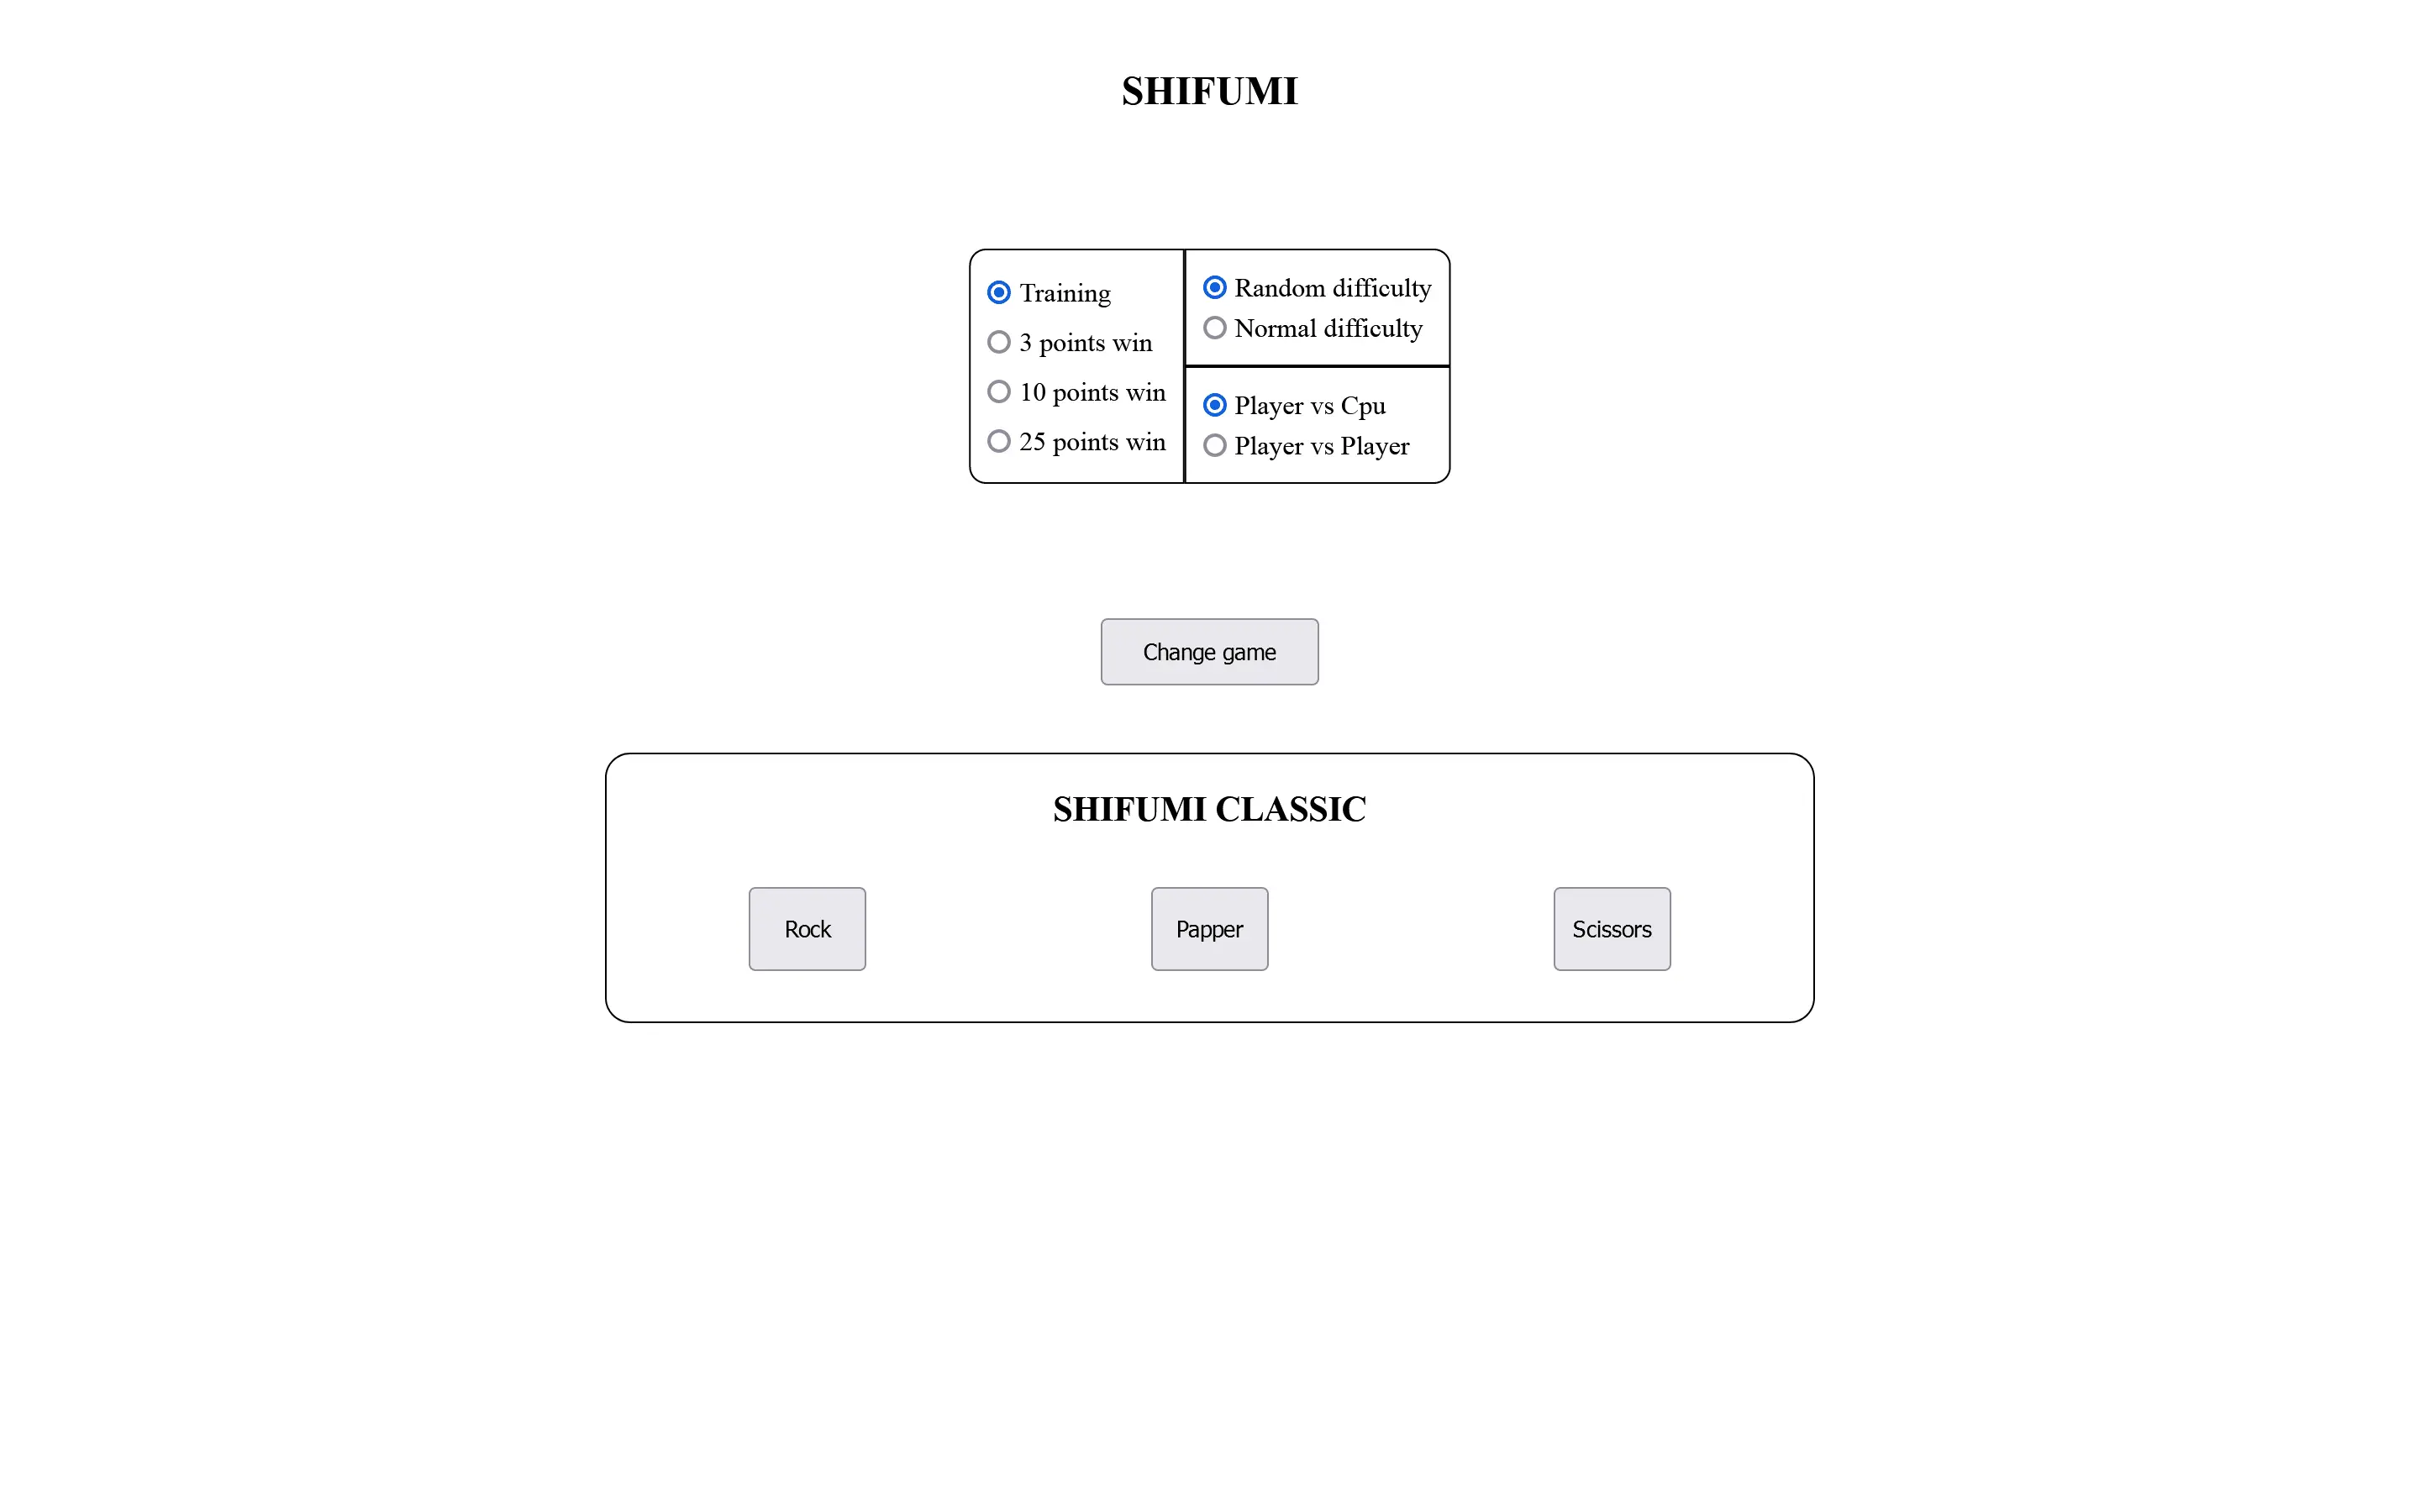 SHIFUMI
Training
3 points win
10 points win
25 points win
Random difficulty
Normal difficulty
Player vs Cpu
Player vs Player
Change game
SHIFUMI CLASSIC
Rock
Papper
Scissors